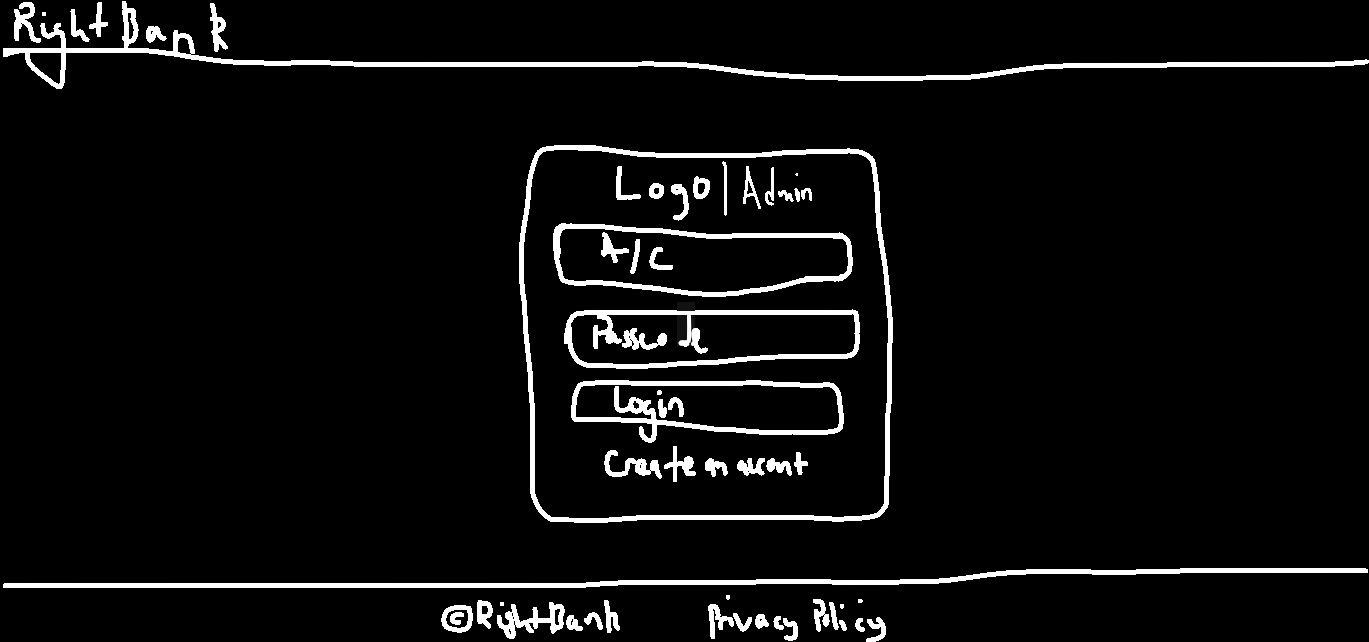 RightBank
Logo | Admin
A/C
Passcode
Login
Create an account
©RightBank Privacy Policy